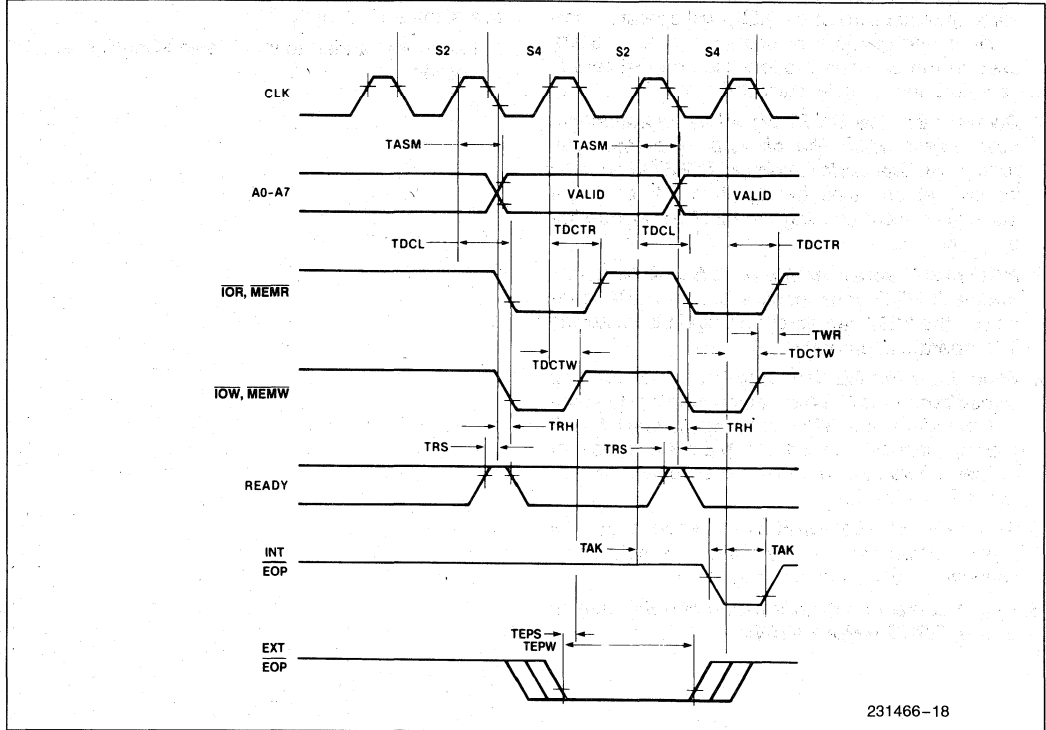 S2 S4 S2 S4
CLK
TASM TASM
A0-A7 VALID VALID
TDCL TDCTR TDCL TDCTR
IOR, MEMR
TWR
TDCTW TDCTW
IOW, MEMW
TRH TRH
TRS TRS
READY
INT
EOP
TAK TAK
TEPS
TEPW
EXT
EOP
231466-18